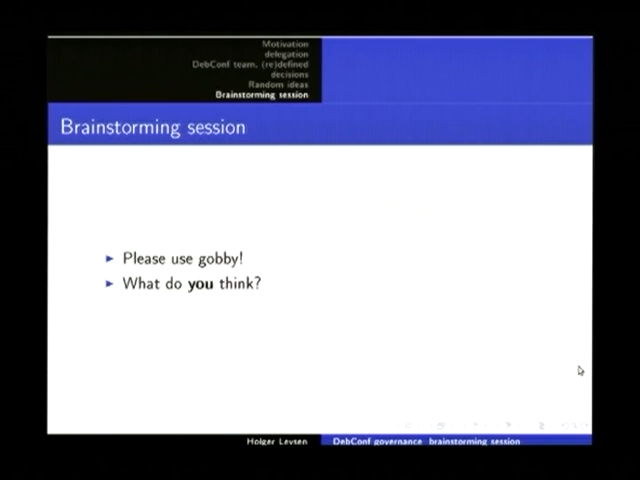 Motivation
delegation
DebConf team, (re)defined
decisions
Random ideas
Brainstorming session
Brainstorming session
Please use gobby!
What do you think?
Holger Levsen
DebConf governance brainstorming session